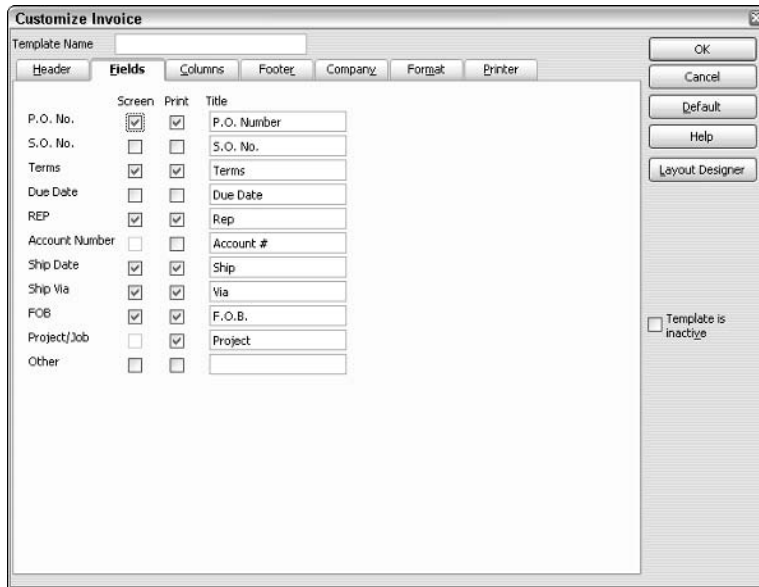 Customize Invoice
Template Name
Header Fields Columns Footer Company Format Printer
OK
Cancel
Default
Help
Layout Designer
Screen Print Title
P.O. No. P.O. Number
S.O. No. S.O. No.
Terms Terms
Due Date Due Date
REP Rep
Account Number Account #
Ship Date Ship
Ship Via Via
FOB F.O.B.
Project/Job Project
Other
Template is
inactive